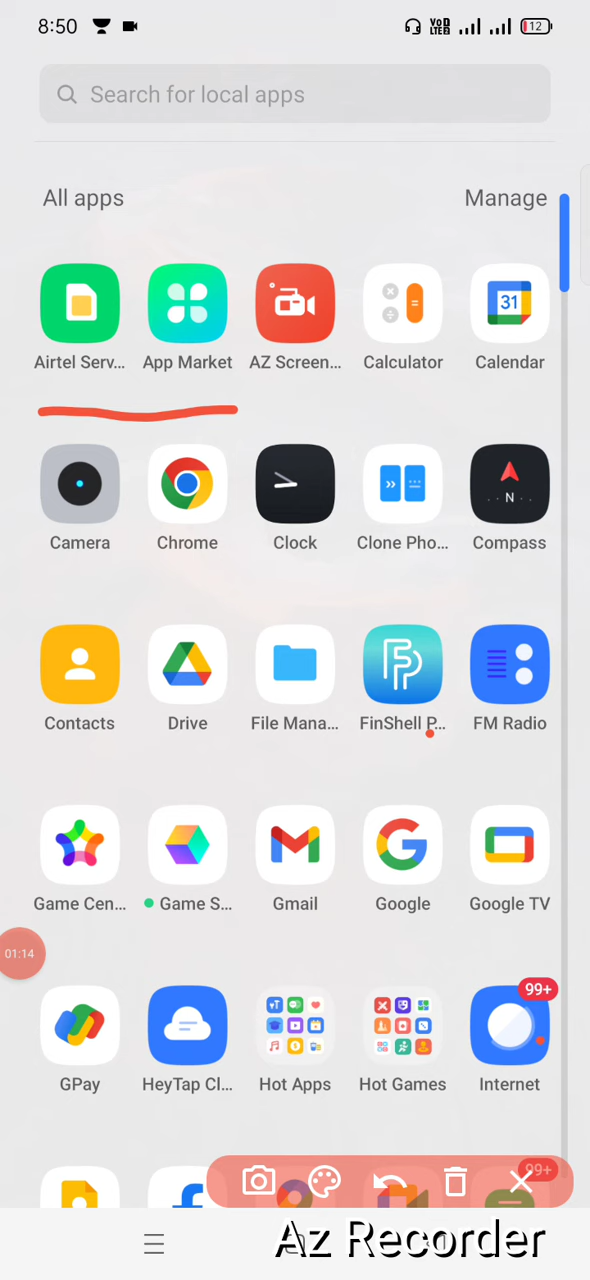 8:50 VoD LTE2 12
Search for local apps
All apps Manage
31
Airtel Serv... App Market AZ Screen... Calculator Calendar
N
Camera Chrome Clock Clone Pho... Compass
Contacts Drive File Mana... FinShell P... FM Radio
Game Cen... Game S... Gmail Google Google TV
01:14
99+
GPay HeyTap Cl... Hot Apps Hot Games Internet
99+
Az Recorder